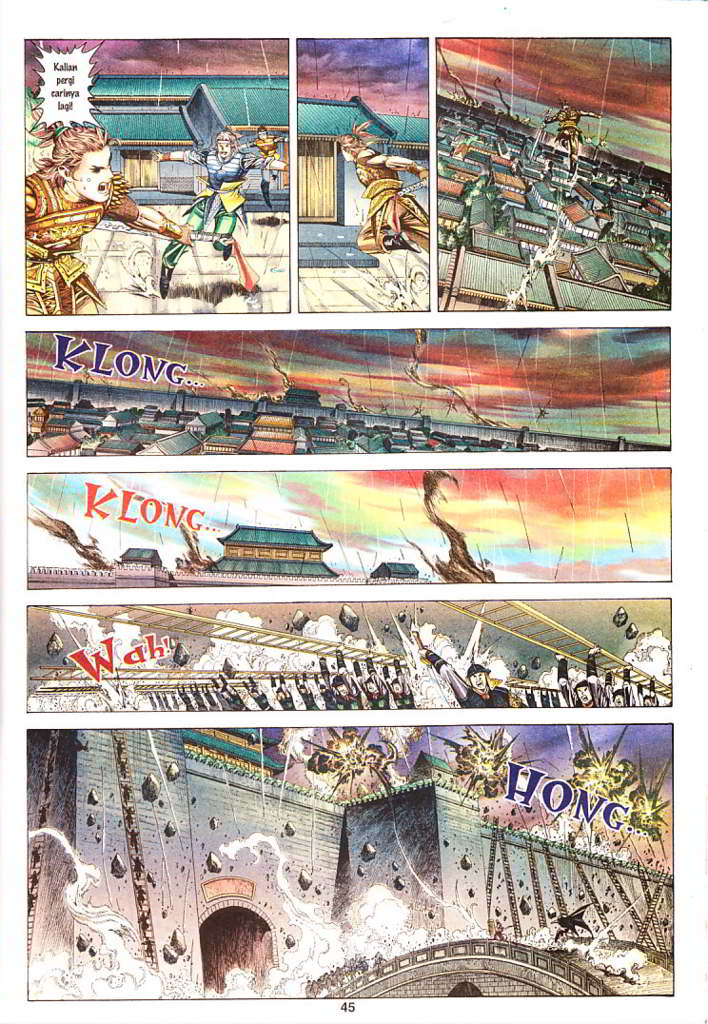 Kalian
pergi
carinya
lagi!
KLONG...
KLONG...
Wah!
HONG...
45